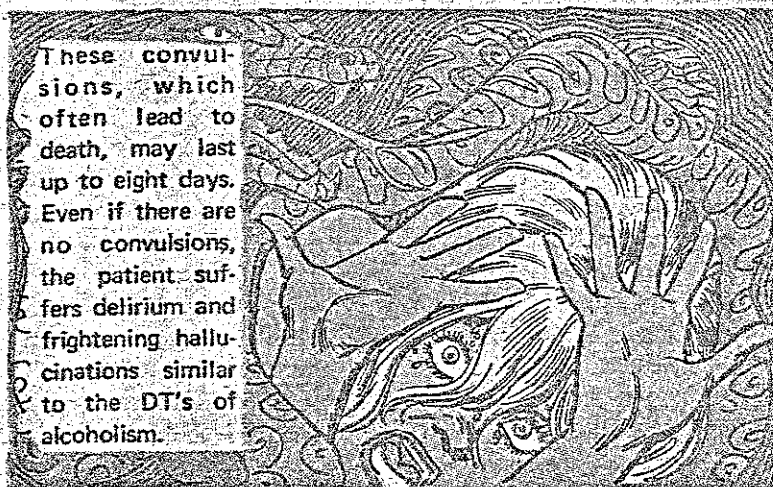 These convul-
sions, which
often lead to
death, may last
up to eight days.
Even if there are
no convulsions,
the patient suf-
fers delirium and
frightening hallu-
cinations similar
to the DT's of
alcoholism.